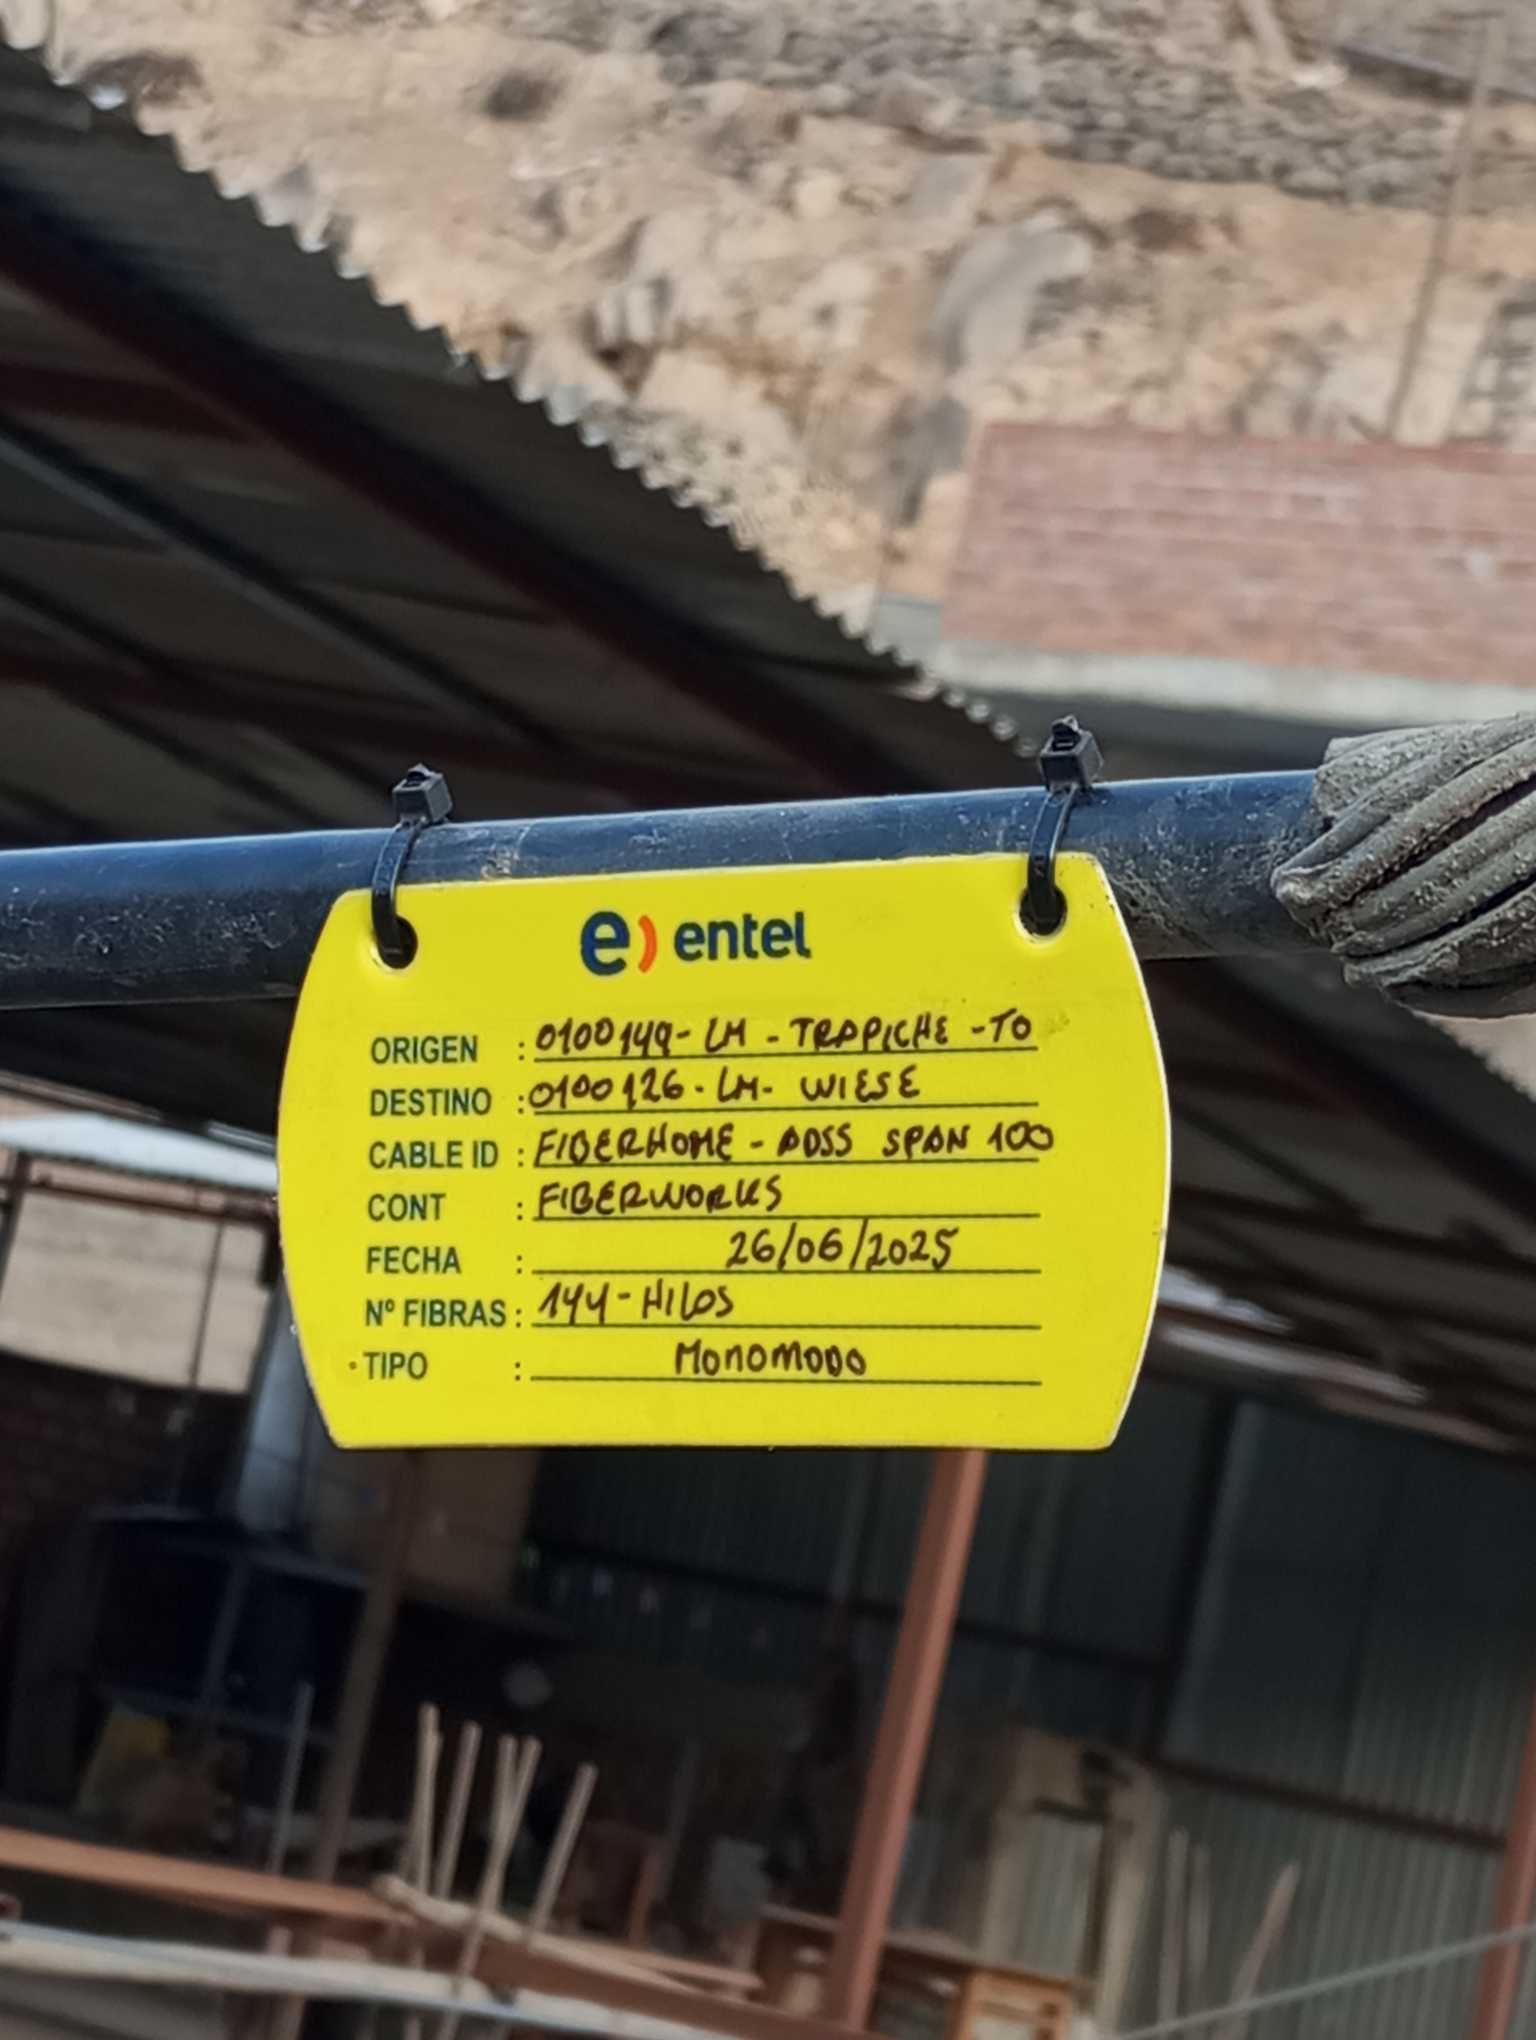 e) entel
ORIGEN : 0100149-LM-TRAPICHE-TO
DESTINO : 0100126-LM-WIESE
CABLE ID : FIBERHOME-ADSS SPAN 100
CONT : FIBERWORKS
FECHA : 26/06/2025
Nº FIBRAS : 144-HILOS
TIPO : MONOMODO